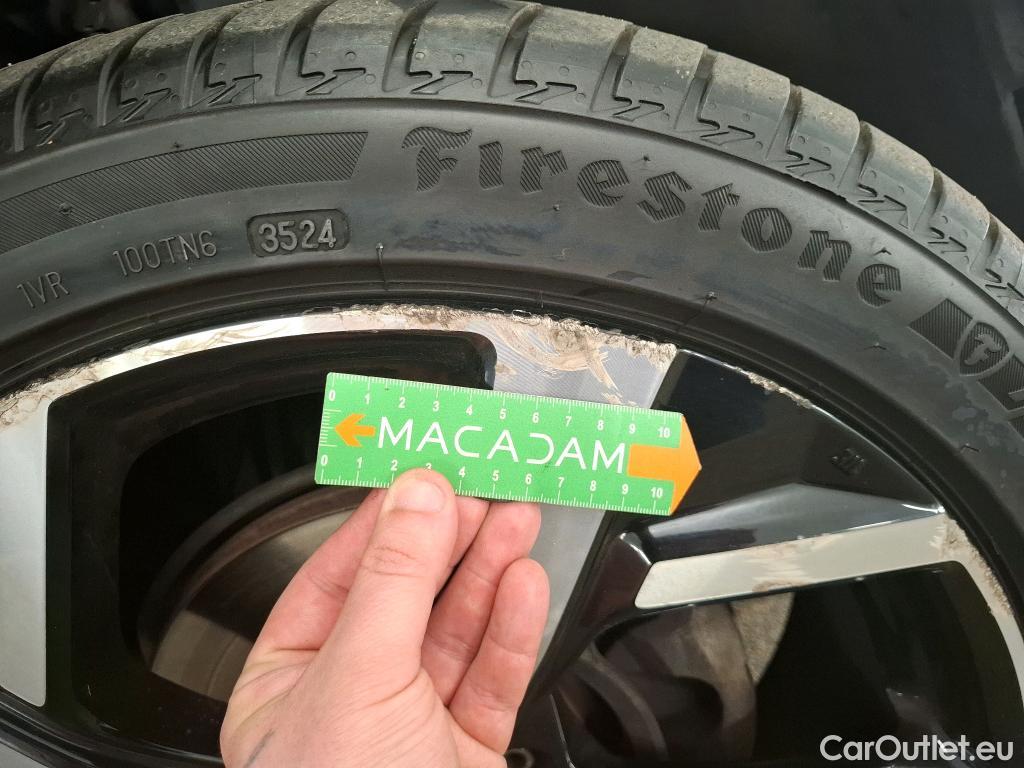 Firestone
1VR 100TN6 3524
0 1 2 3 4 5 6 7 8 9 10
MACADAM
0 1 2 3 4 5 6 7 8 9 10
CarOutlet.eu